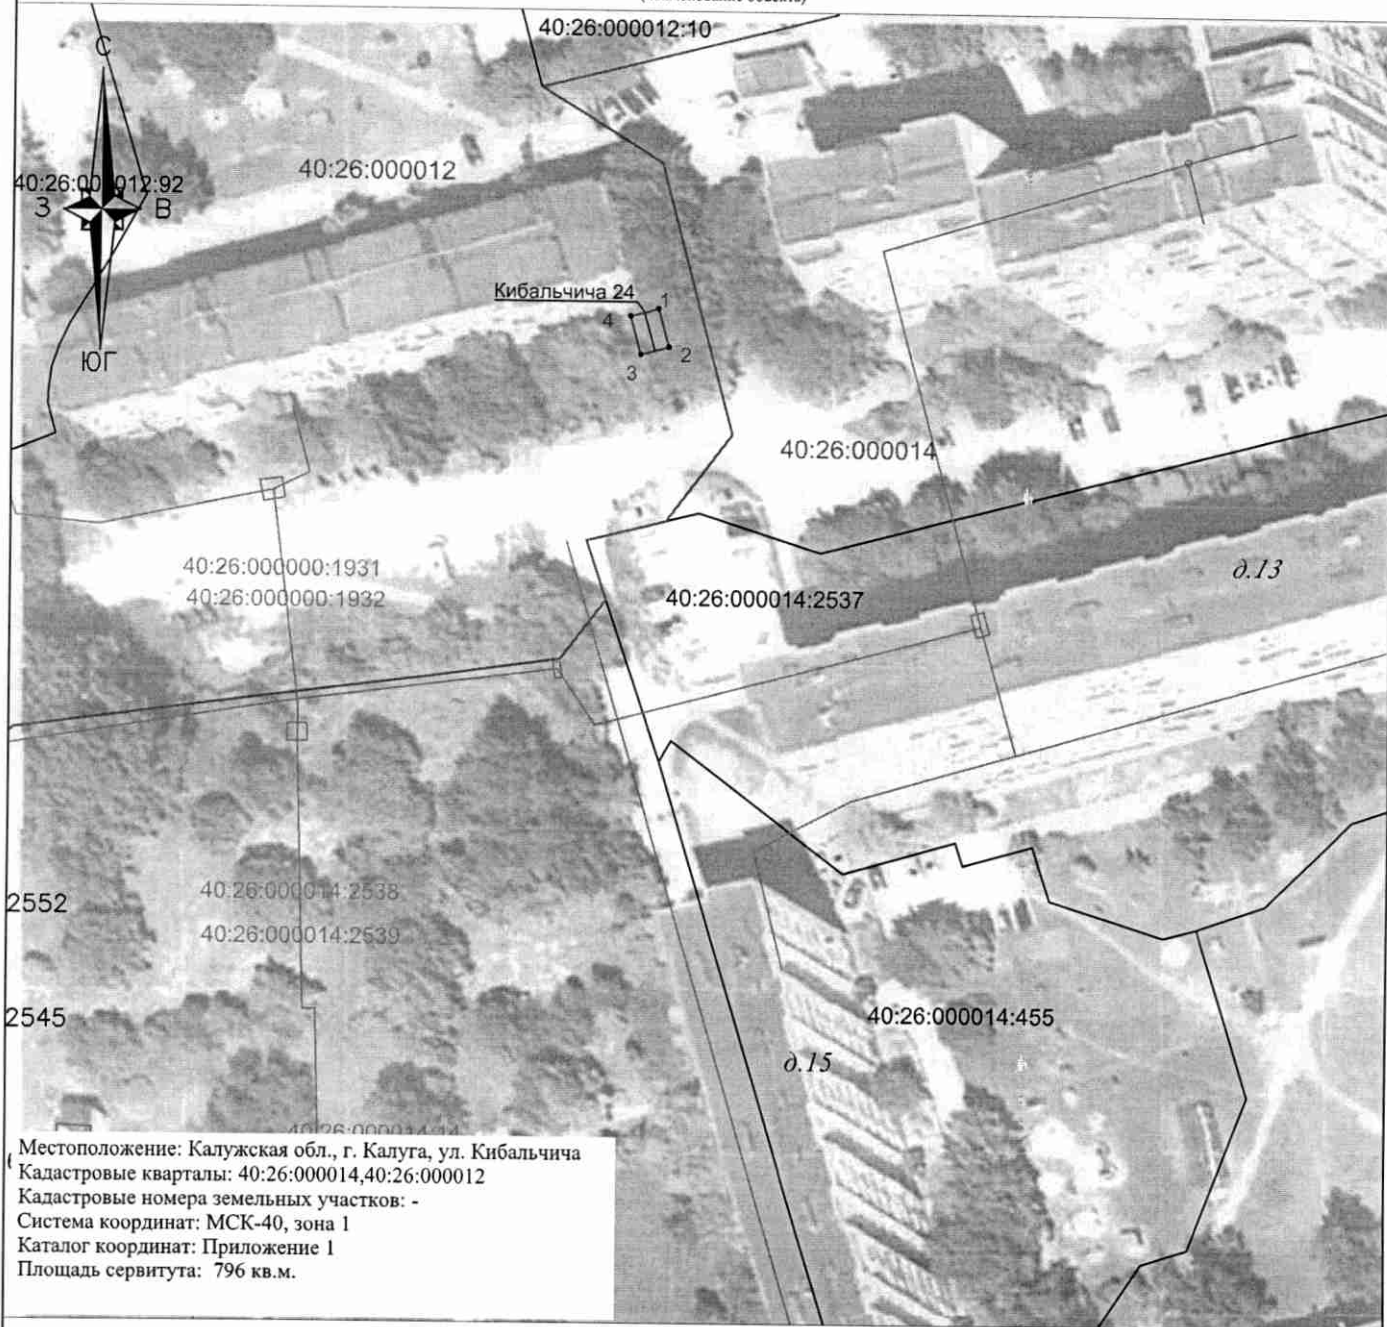 40:26:000012:10
С
40:26:000012
40:26:000012:92
З
В
Кибальчича 24
1
4
2
3
ЮГ
40:26:000014
40:26:000000:1931
40:26:000000:1932
40:26:000014:2537
д.13
40:26:000014:2538
2552
40:26:000014:2539
2545
40:26:000014:455
д.15
Местоположение: Калужская обл., г. Калуга, ул. Кибальчича
Кадастровые кварталы: 40:26:000014,40:26:000012
Кадастровые номера земельных участков: -
Система координат: МСК-40, зона 1
Каталог координат: Приложение 1
Площадь сервитута: 796 кв.м.